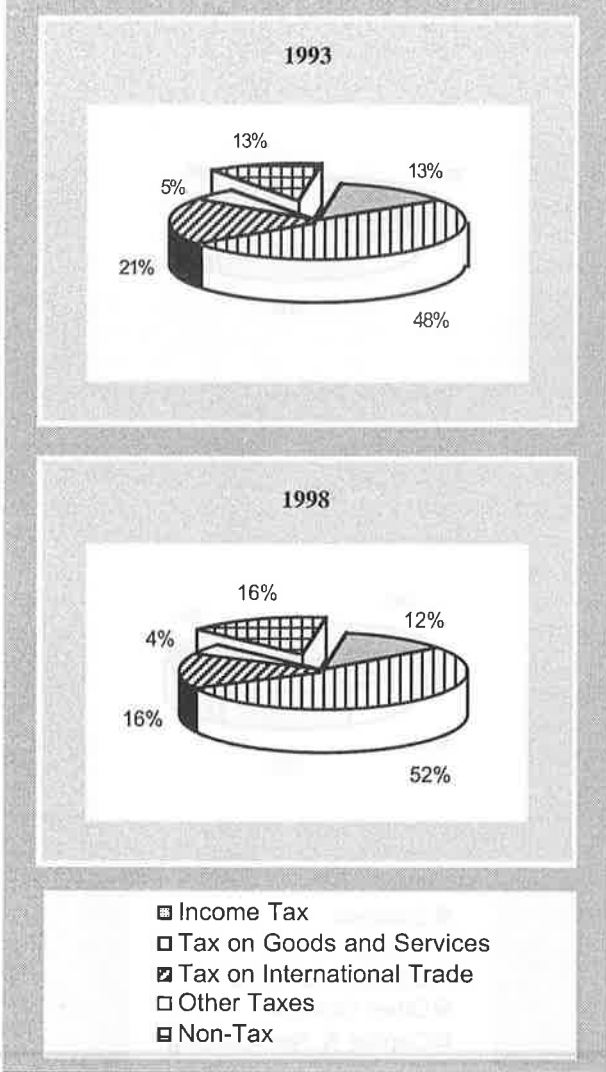 1993
13%
13%
5%
21%
48%
1998
16%
12%
4%
16%
52%
Income Tax
Tax on Goods and Services
Tax on International Trade
Other Taxes
Non-Tax